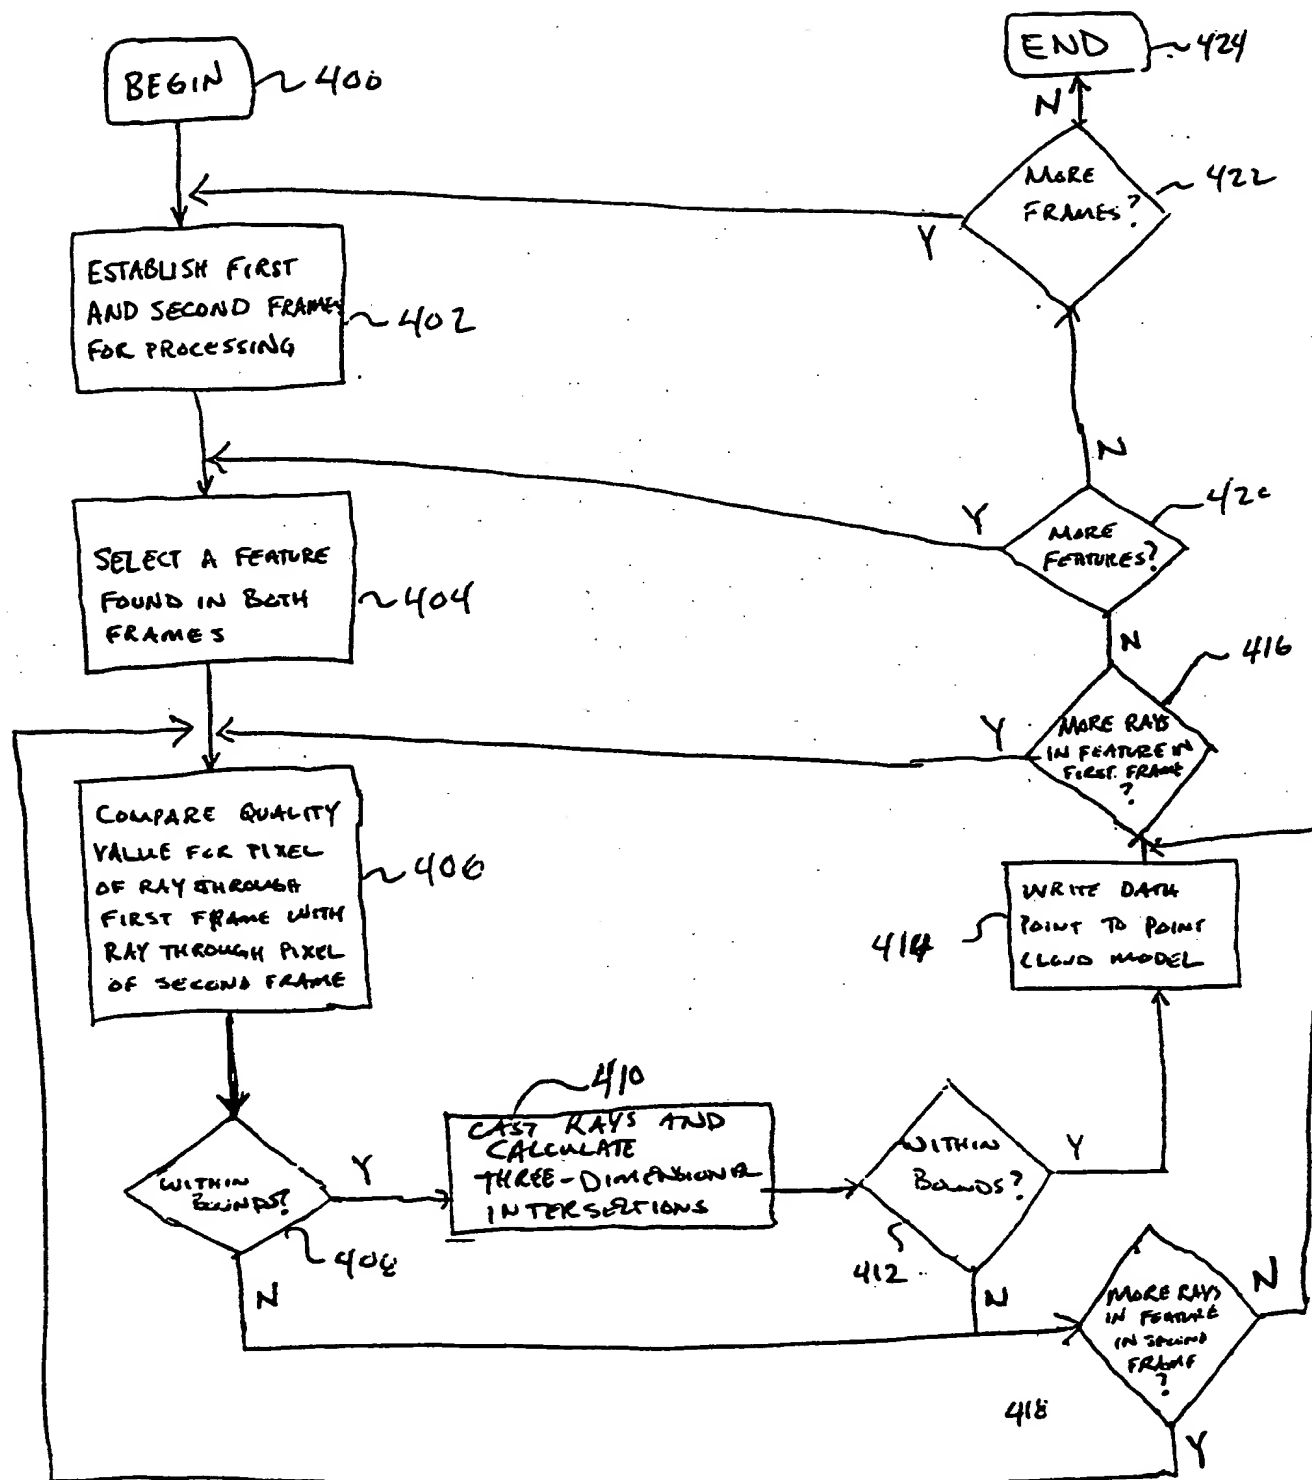 BEGIN
400
END
424
N
MORE
FRAMES?
422
Y
ESTABLISH FIRST
AND SECOND FRAMES
FOR PROCESSING
402
N
SELECT A FEATURE
FOUND IN BOTH
FRAMES
404
Y
MORE
FEATURES?
420
N
416
Y
MORE RAYS
IN FEATURE IN
FIRST FRAME
?
COMPARE QUALITY
VALUE FOR PIXEL
OF RAY THROUGH
FIRST FRAME WITH
RAY THROUGH PIXEL
OF SECOND FRAME
406
WRITE DATA
POINT TO POINT
CLOUD MODEL
414
WITHIN
BOUNDS?
408
Y
N
410
CAST RAYS AND
CALCULATE
THREE-DIMENSIONAL
INTERSECTIONS
WITHIN
BOUNDS?
412
Y
N
MORE RAYS
IN FEATURE
IN SECOND
FRAME
?
418
N
Y